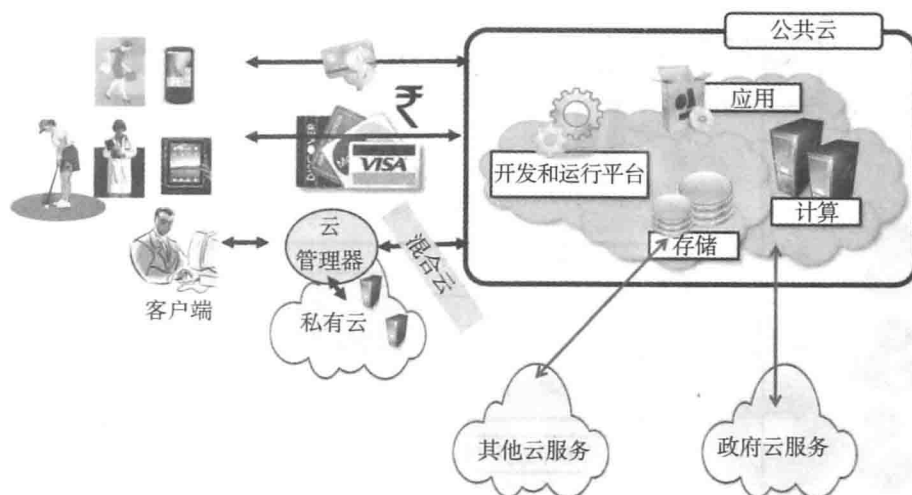 公共云
应用
开发和运行平台
计算
存储
₹
DISCOVER
VISA
云
管理器
混合云
私有云
客户端
其他云服务
政府云服务